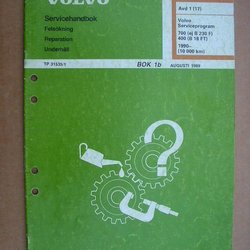 VOLVO
Servicehandbok
Felsökning
Reparation
Underhåll
Avd 1 (17)
Volvo
Serviceprogram
700 (ej B 230 F)
400 (B 18 FT)
1990–
(10 000 km)
TP 31535/1
BOK 1b
AUGUSTI 1989